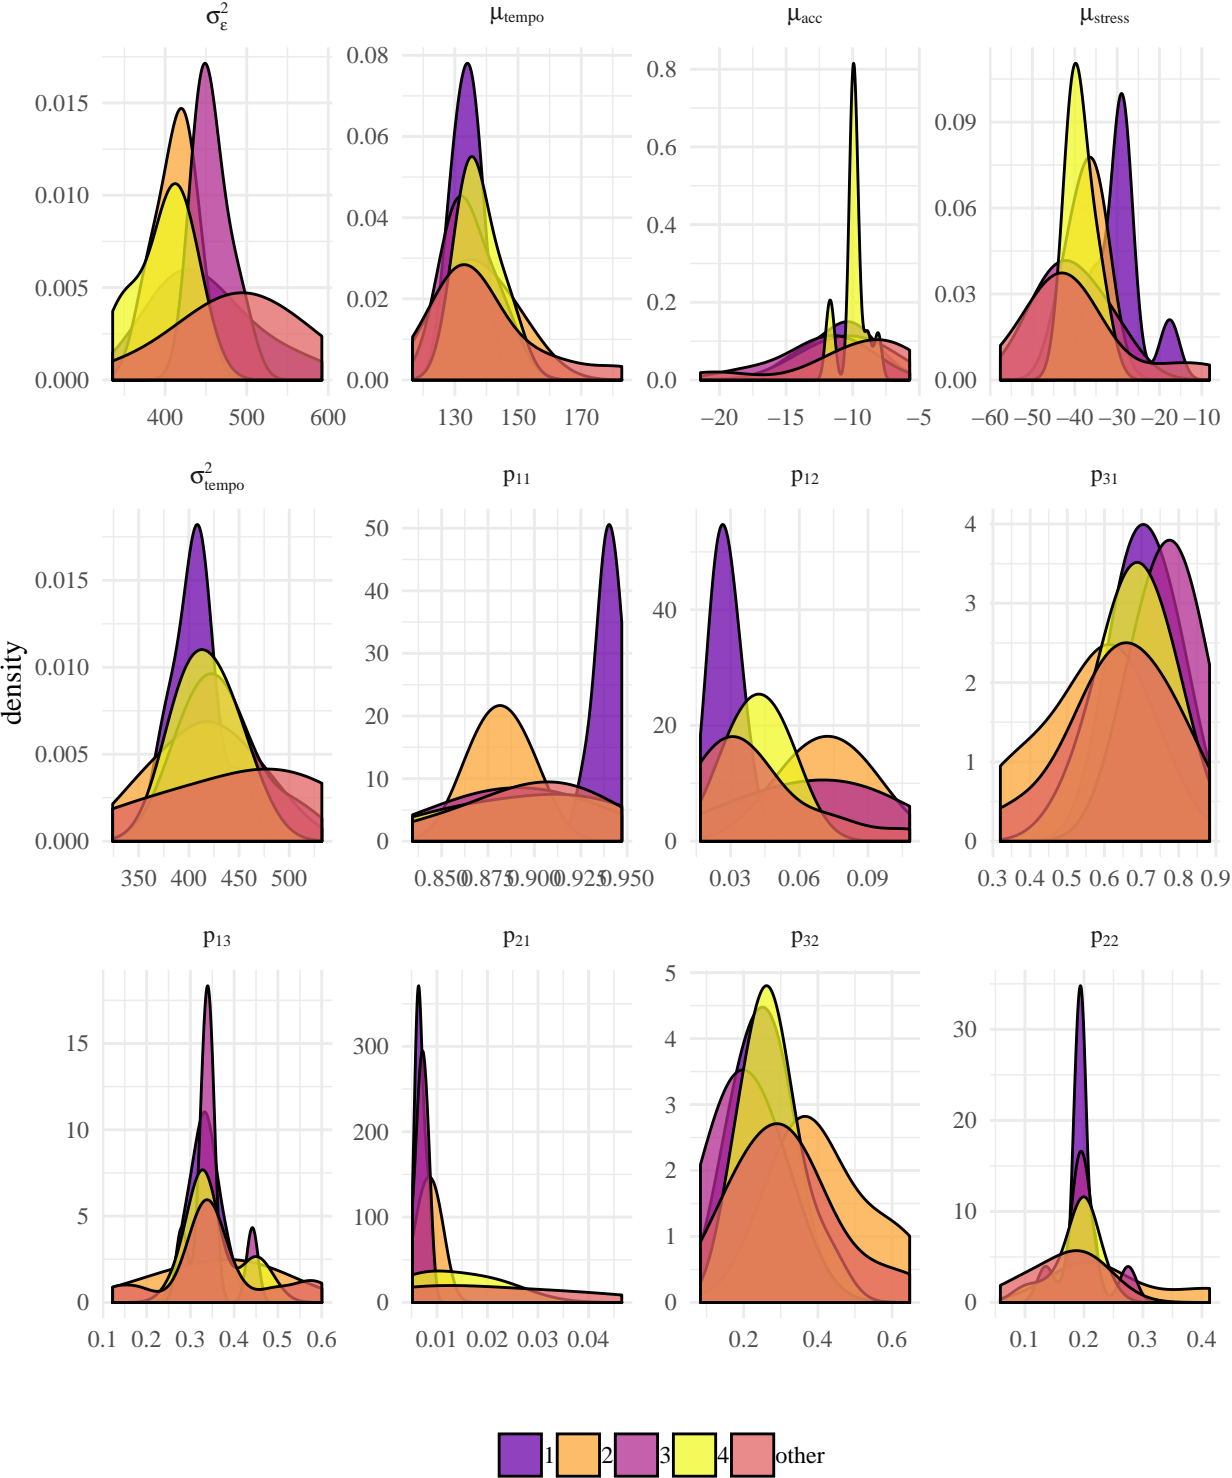 σ²ε μtempo μacc μstress
0.015 0.010 0.005 0.000
400 500 600
0.08 0.06 0.04 0.02 0.00
130 150 170
0.8 0.6 0.4 0.2 0.0
−20 −15 −10 −5
0.09 0.06 0.03 0.00
−60 −50 −40 −30 −20 −10
density
σ²tempo p11 p12 p31
0.015 0.010 0.005 0.000
350 400 450 500
50 40 30 20 10 0
0.850 0.875 0.900 0.925 0.950
40 20 0
0.03 0.06 0.09
4 3 2 1 0
0.3 0.4 0.5 0.6 0.7 0.8 0.9
p13 p21 p32 p22
15 10 5 0
0.1 0.2 0.3 0.4 0.5 0.6
300 200 100 0
0.01 0.02 0.03 0.04
5 4 3 2 1 0
0.2 0.4 0.6
30 20 10 0
0.1 0.2 0.3 0.4
1 2 3 4 other